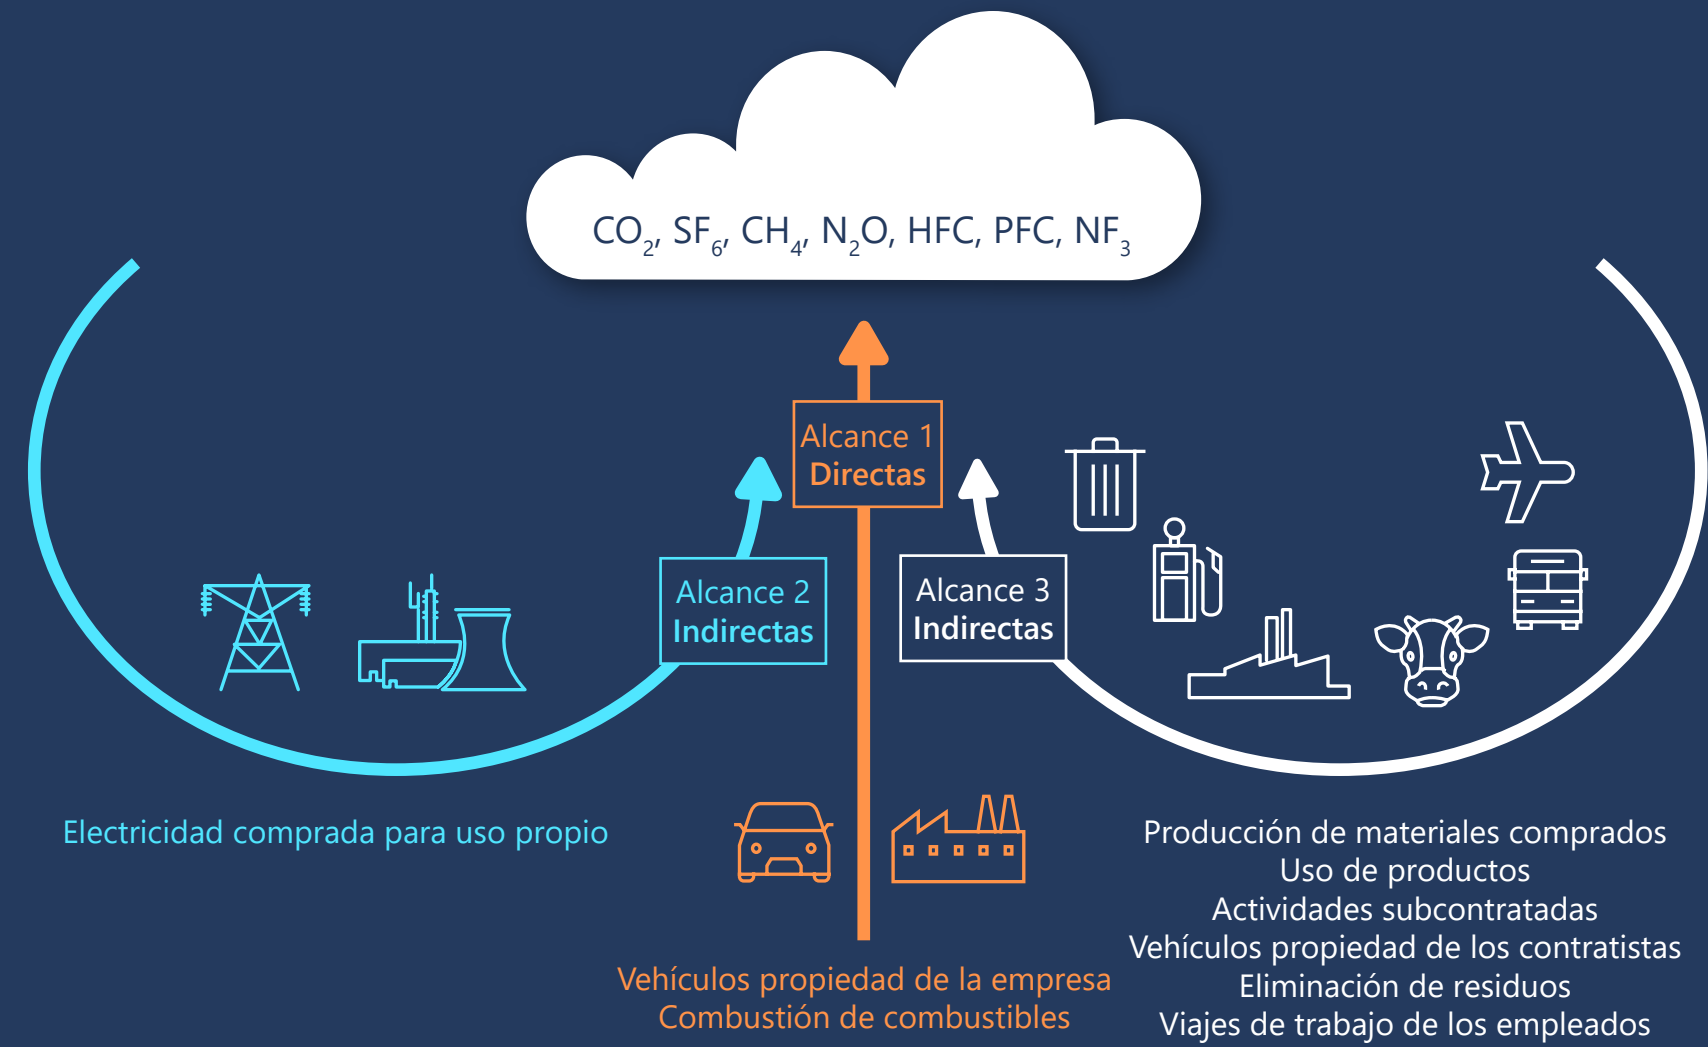 CO₂, SF₆, CH₄, N₂O, HFC, PFC, NF₃
Alcance 1
Directas
Alcance 2
Indirectas
Alcance 3
Indirectas
Electricidad comprada para uso propio
Vehículos propiedad de la empresa
Combustión de combustibles
Producción de materiales comprados
Uso de productos
Actividades subcontratadas
Vehículos propiedad de los contratistas
Eliminación de residuos
Viajes de trabajo de los empleados